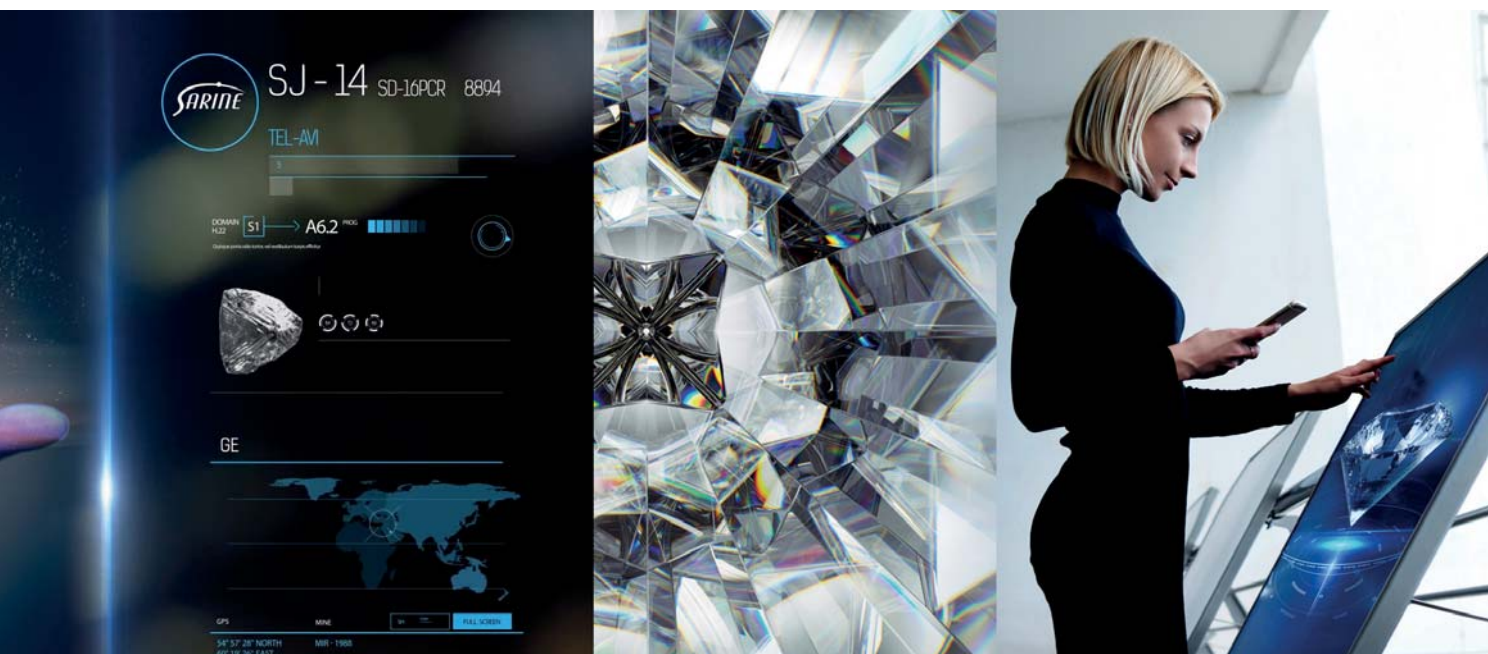 SARINE
SJ - 14 SD-16PCR 8894
TEL-AVI
5
DOMAIN
H.22
S1
A6.2 PROG
GE
GPS
MINE
FULL SCREEN
54° 57' 28" NORTH
MIR - 1988